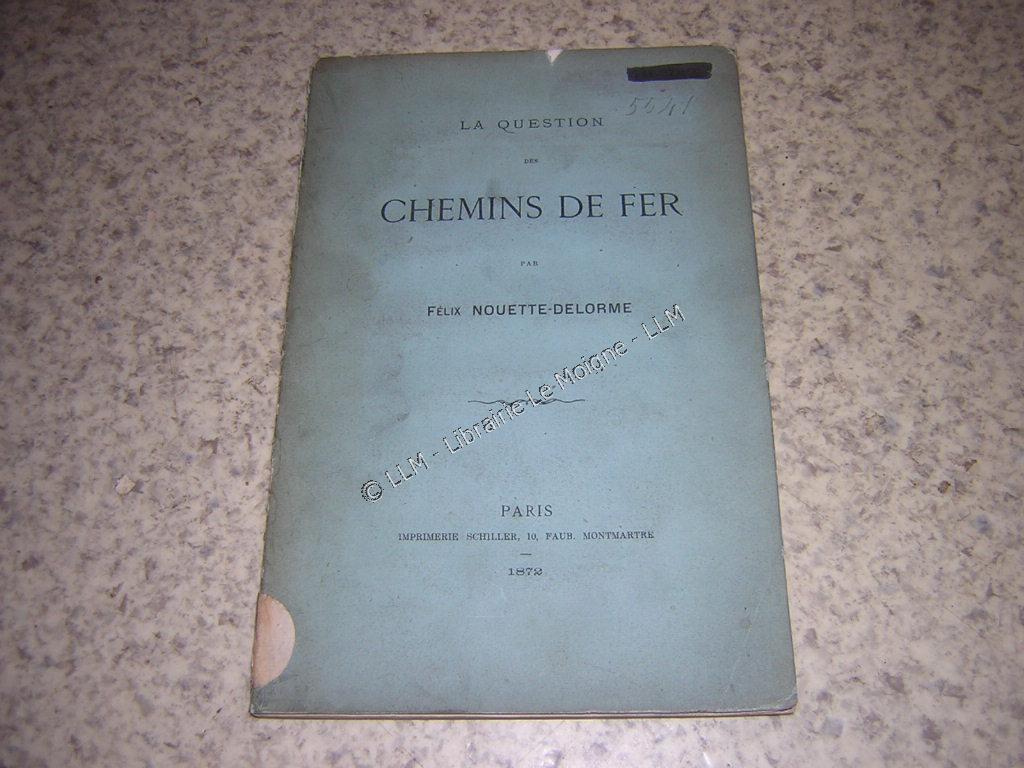 5541
LA QUESTION
DES
CHEMINS DE FER
PAR
FÉLIX NOUETTE-DELORME
© LLM - Librairie Le Moigne - LLM
PARIS
IMPRIMERIE SCHILLER, 10, FAUB. MONTMARTRE
1872